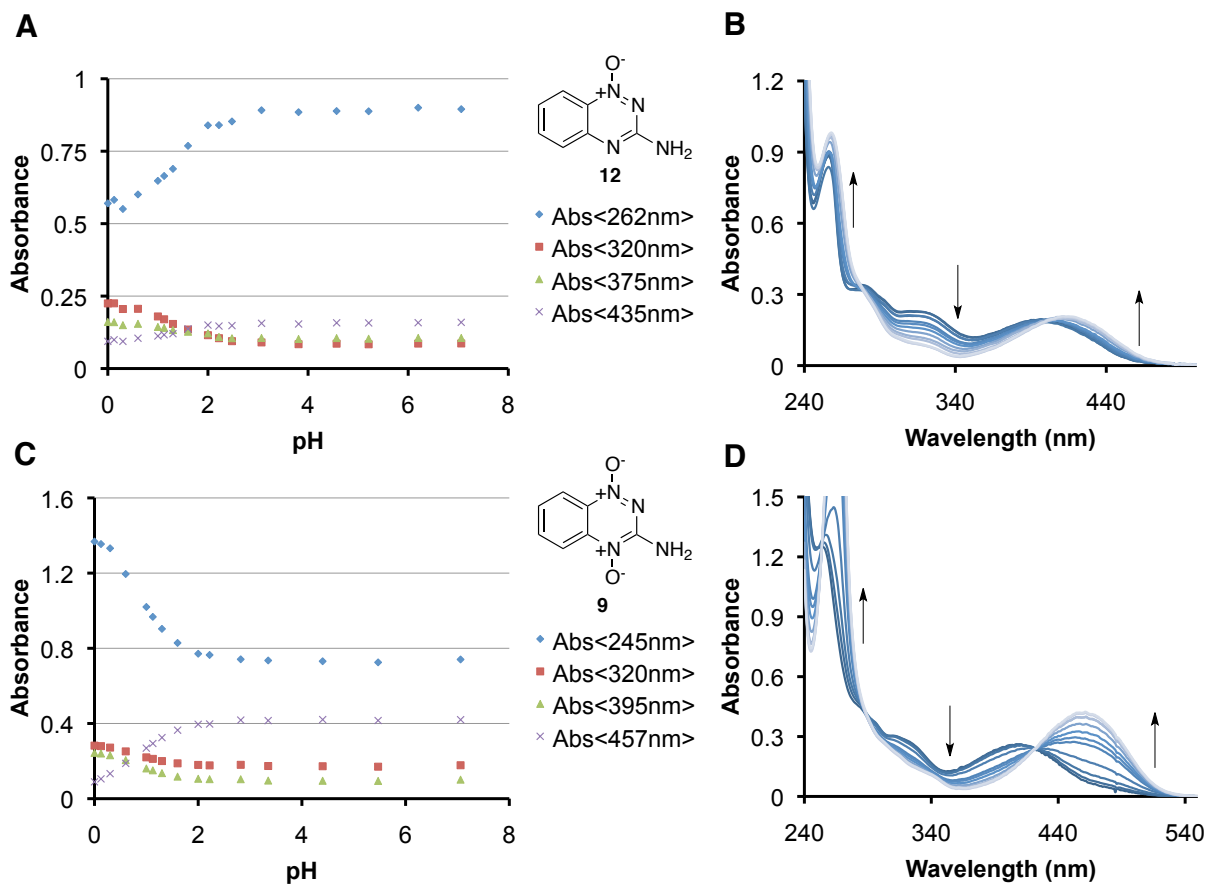 A
1
0.75
0.5
0.25
0
Absorbance
0 2 4 6 8
pH
O-
+N N
N NH2
12
Abs<262nm>
Abs<320nm>
Abs<375nm>
Abs<435nm>
B
1.2
0.9
0.6
0.3
0
Absorbance
240 340 440
Wavelength (nm)
C
1.6
1.2
0.8
0.4
0
Absorbance
0 2 4 6 8
pH
O-
+N N
+N NH2
O-
9
Abs<245nm>
Abs<320nm>
Abs<395nm>
Abs<457nm>
D
1.5
1.2
0.9
0.6
0.3
0
Absorbance
240 340 440 540
Wavelength (nm)